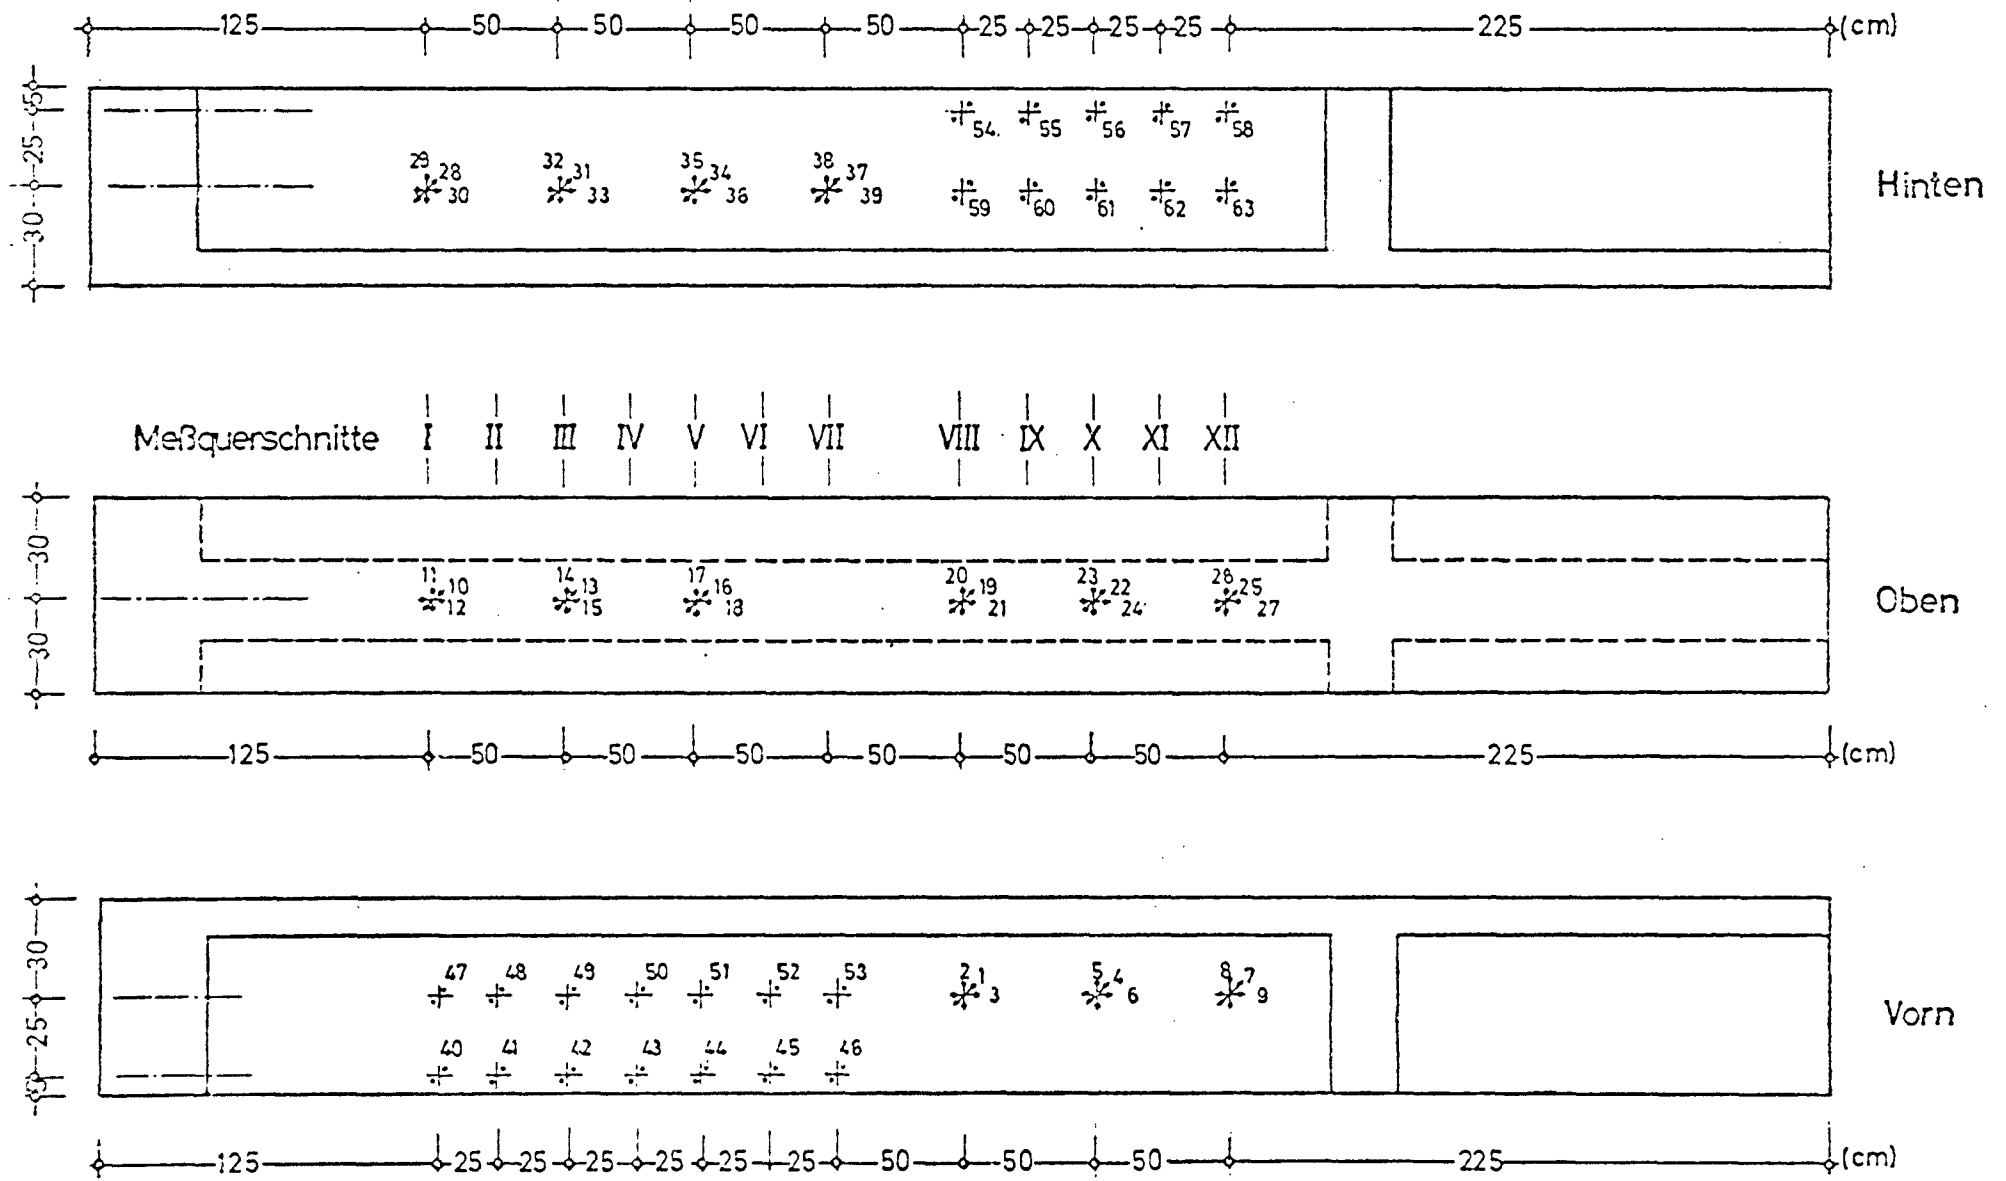 125 50 50 50 50 25 25 25 25 225 (cm)
5
25
30
54. 55 56 57 58
29 28 30 32 31 33 35 34 36 38 37 39
59 60 61 62 63
Hinten
Meßquerschnitte I II III IV V VI VII VIII IX X XI XII
30
30
11 10 12 14 13 15 17 16 18 20 19 21 23 22 24 28 25 27
Oben
125 50 50 50 50 50 50 225 (cm)
30
25
47 48 49 50 51 52 53 2 1 3 5 4 6 8 7 9
40 41 42 43 44 45 46
Vorn
125 25 25 25 25 25 25 50 50 50 225 (cm)